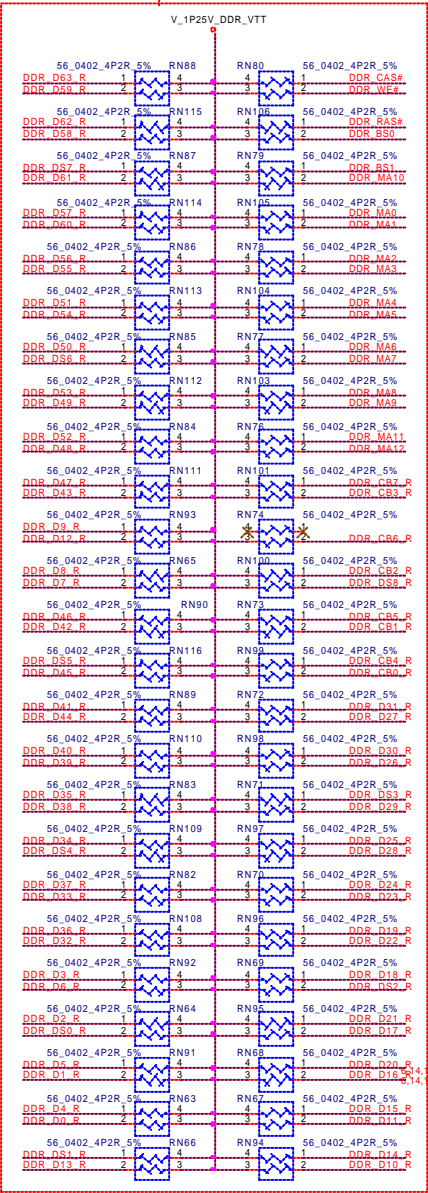 V_1P25V_DDR_VTT
56_0402_4P2R_5% RN88 RN80 56_0402_4P2R_5%
DDR_D63_R 1 4 4 1 DDR_CAS#
DDR_D59_R 2 3 3 2 DDR_WE#
56_0402_4P2R_5% RN115 RN106 56_0402_4P2R_5%
DDR_D62_R 1 4 4 1 DDR_RAS#
DDR_D58_R 2 3 3 2 DDR_BS0
56_0402_4P2R_5% RN87 RN79 56_0402_4P2R_5%
DDR_DS7_R 1 4 4 1 DDR_BS1
DDR_D61_R 2 3 3 2 DDR_MA10
56_0402_4P2R_5% RN114 RN105 56_0402_4P2R_5%
DDR_D57_R 1 4 4 1 DDR_MA0
DDR_D60_R 2 3 3 2 DDR_MA1
56_0402_4P2R_5% RN86 RN78 56_0402_4P2R_5%
DDR_D56_R 1 4 4 1 DDR_MA2
DDR_D55_R 2 3 3 2 DDR_MA3
56_0402_4P2R_5% RN113 RN104 56_0402_4P2R_5%
DDR_D51_R 1 4 4 1 DDR_MA4
DDR_D54_R 2 3 3 2 DDR_MA5
56_0402_4P2R_5% RN85 RN77 56_0402_4P2R_5%
DDR_D50_R 1 4 4 1 DDR_MA6
DDR_DS6_R 2 3 3 2 DDR_MA7
56_0402_4P2R_5% RN112 RN103 56_0402_4P2R_5%
DDR_D53_R 1 4 4 1 DDR_MA8
DDR_D49_R 2 3 3 2 DDR_MA9
56_0402_4P2R_5% RN84 RN76 56_0402_4P2R_5%
DDR_D52_R 1 4 4 1 DDR_MA11
DDR_D48_R 2 3 3 2 DDR_MA12
56_0402_4P2R_5% RN111 RN101 56_0402_4P2R_5%
DDR_D47_R 1 4 4 1 DDR_CB7_R
DDR_D43_R 2 3 3 2 DDR_CB3_R
56_0402_4P2R_5% RN93 RN74 56_0402_4P2R_5%
DDR_D9_R 1 4 4 1
DDR_D12_R 2 3 3 2 DDR_CB6_R
56_0402_4P2R_5% RN65 RN100 56_0402_4P2R_5%
DDR_D8_R 1 4 4 1 DDR_CB2_R
DDR_D7_R 2 3 3 2 DDR_DS8_R
56_0402_4P2R_5% RN90 RN73 56_0402_4P2R_5%
DDR_D46_R 1 4 4 1 DDR_CB5_R
DDR_D42_R 2 3 3 2 DDR_CB1_R
56_0402_4P2R_5% RN116 RN99 56_0402_4P2R_5%
DDR_DS5_R 1 4 4 1 DDR_CB4_R
DDR_D45_R 2 3 3 2 DDR_CB0_R
56_0402_4P2R_5% RN89 RN72 56_0402_4P2R_5%
DDR_D41_R 1 4 4 1 DDR_D31_R
DDR_D44_R 2 3 3 2 DDR_D27_R
56_0402_4P2R_5% RN110 RN98 56_0402_4P2R_5%
DDR_D40_R 1 4 4 1 DDR_D30_R
DDR_D39_R 2 3 3 2 DDR_D26_R
56_0402_4P2R_5% RN83 RN71 56_0402_4P2R_5%
DDR_D35_R 1 4 4 1 DDR_DS3_R
DDR_D38_R 2 3 3 2 DDR_D29_R
56_0402_4P2R_5% RN109 RN97 56_0402_4P2R_5%
DDR_D34_R 1 4 4 1 DDR_D25_R
DDR_DS4_R 2 3 3 2 DDR_D28_R
56_0402_4P2R_5% RN82 RN70 56_0402_4P2R_5%
DDR_D37_R 1 4 4 1 DDR_D24_R
DDR_D33_R 2 3 3 2 DDR_D23_R
56_0402_4P2R_5% RN108 RN96 56_0402_4P2R_5%
DDR_D36_R 1 4 4 1 DDR_D19_R
DDR_D32_R 2 3 3 2 DDR_D22_R
56_0402_4P2R_5% RN92 RN69 56_0402_4P2R_5%
DDR_D3_R 1 4 4 1 DDR_D18_R
DDR_D6_R 2 3 3 2 DDR_DS2_R
56_0402_4P2R_5% RN64 RN95 56_0402_4P2R_5%
DDR_D2_R 1 4 4 1 DDR_D21_R
DDR_DS0_R 2 3 3 2 DDR_D17_R
56_0402_4P2R_5% RN91 RN68 56_0402_4P2R_5%
DDR_D5_R 1 4 4 1 DDR_D20_R
DDR_D1_R 2 3 3 2 DDR_D16_R
56_0402_4P2R_5% RN63 RN67 56_0402_4P2R_5%
DDR_D4_R 1 4 4 1 DDR_D15_R
DDR_D0_R 2 3 3 2 DDR_D11_R
56_0402_4P2R_5% RN66 RN94 56_0402_4P2R_5%
DDR_DS1_R 1 4 4 1 DDR_D14_R
DDR_D13_R 2 3 3 2 DDR_D10_R